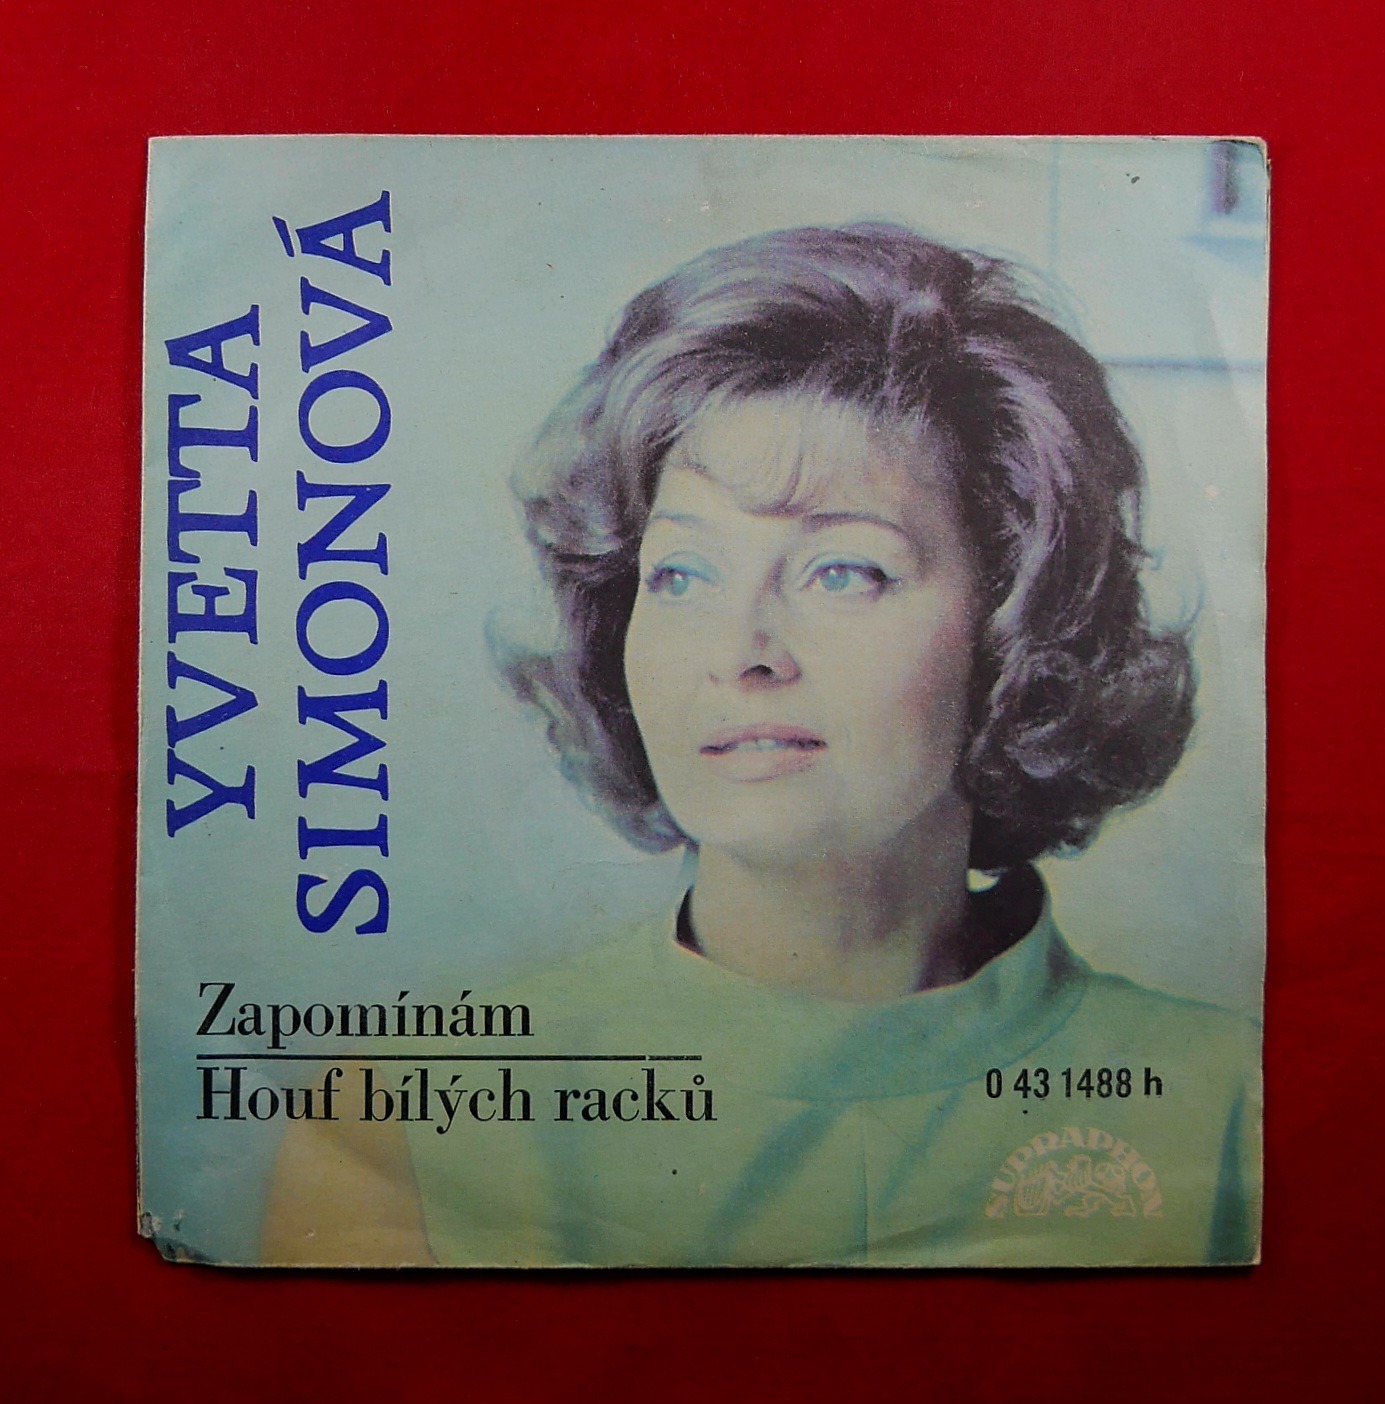 YVETTA
SIMONOVÁ
Zapomínám
Houf bílých racků
0 43 1488 h
SUPRAPHON